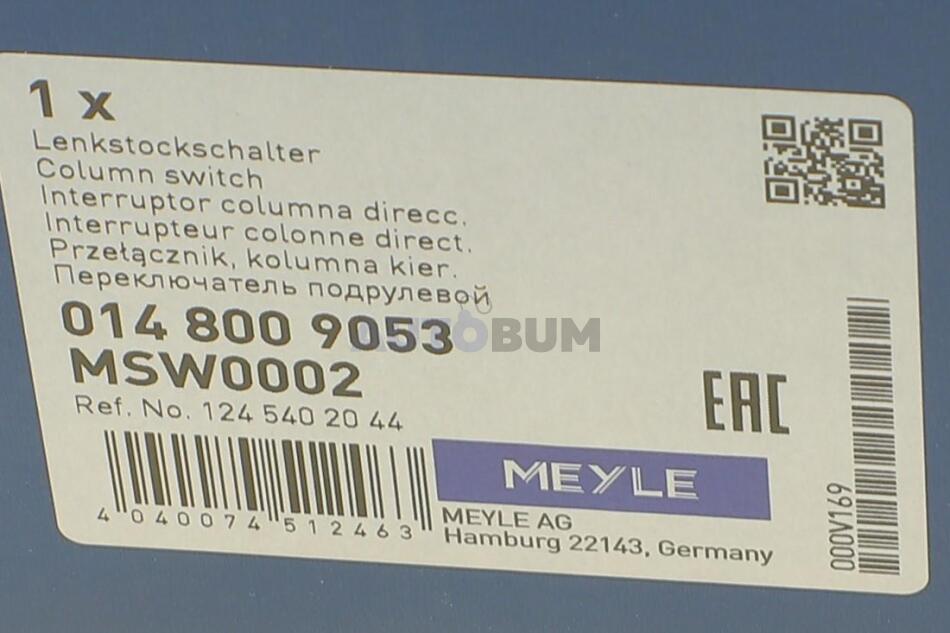 1 x
Lenkstockschalter
Column switch
Interruptor columna direcc.
Interrupteur colonne direct.
Przełącznik, kolumna kier.
Переключатель подрулевой
014 800 9053
AUTOBUM
MSW0002
Ref. No. 124 540 20 44
EAC
MEYLE
4 040074 512463
MEYLE AG
Hamburg 22143, Germany
000V169